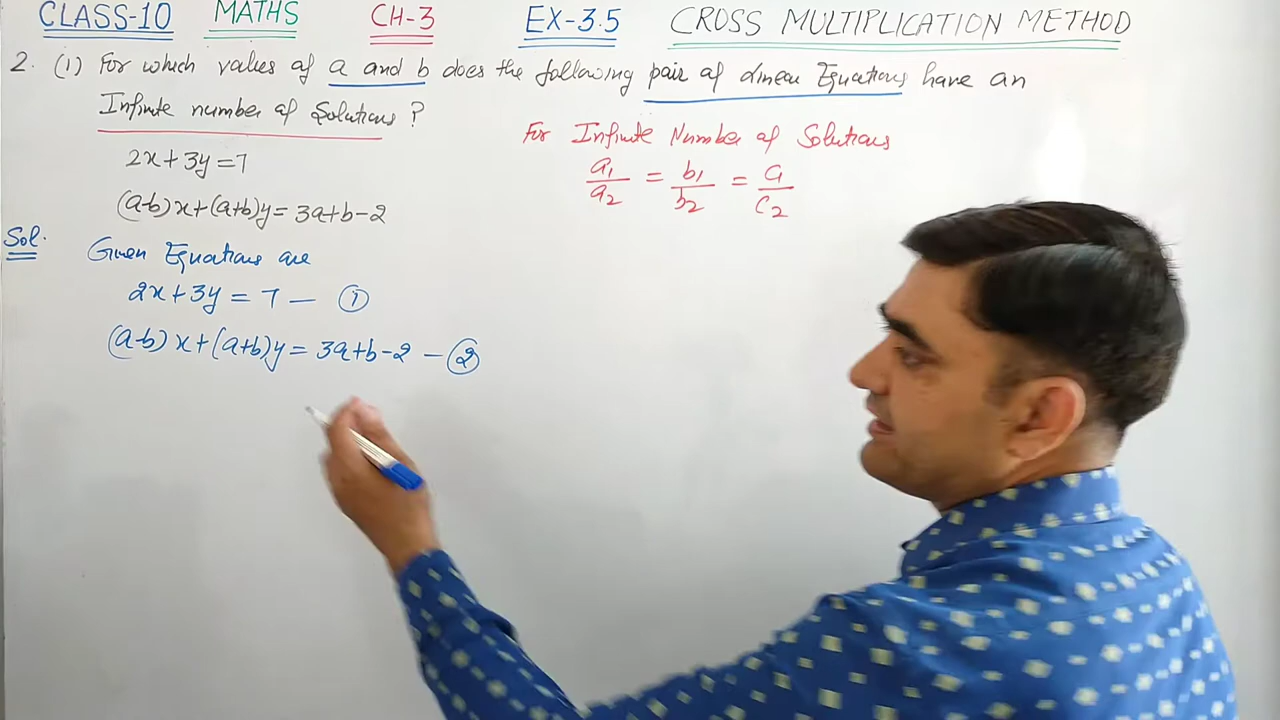 CLASS-10 MATHS CH-3 EX-3.5 CROSS MULTIPLICATION METHOD
2. (1) For which values of a and b does the following pair of Linear Equations have an
Infinite number of Solutions?
2x+3y=7
(a-b)x+(a+b)y=3a+b-2
For Infinite Number of Solutions
a₁/a₂ = b₁/b₂ = c₁/c₂
Sol.
Given Equations are
2x+3y = 7 — ①
(a-b)x+(a+b)y= 3a+b-2 — ②